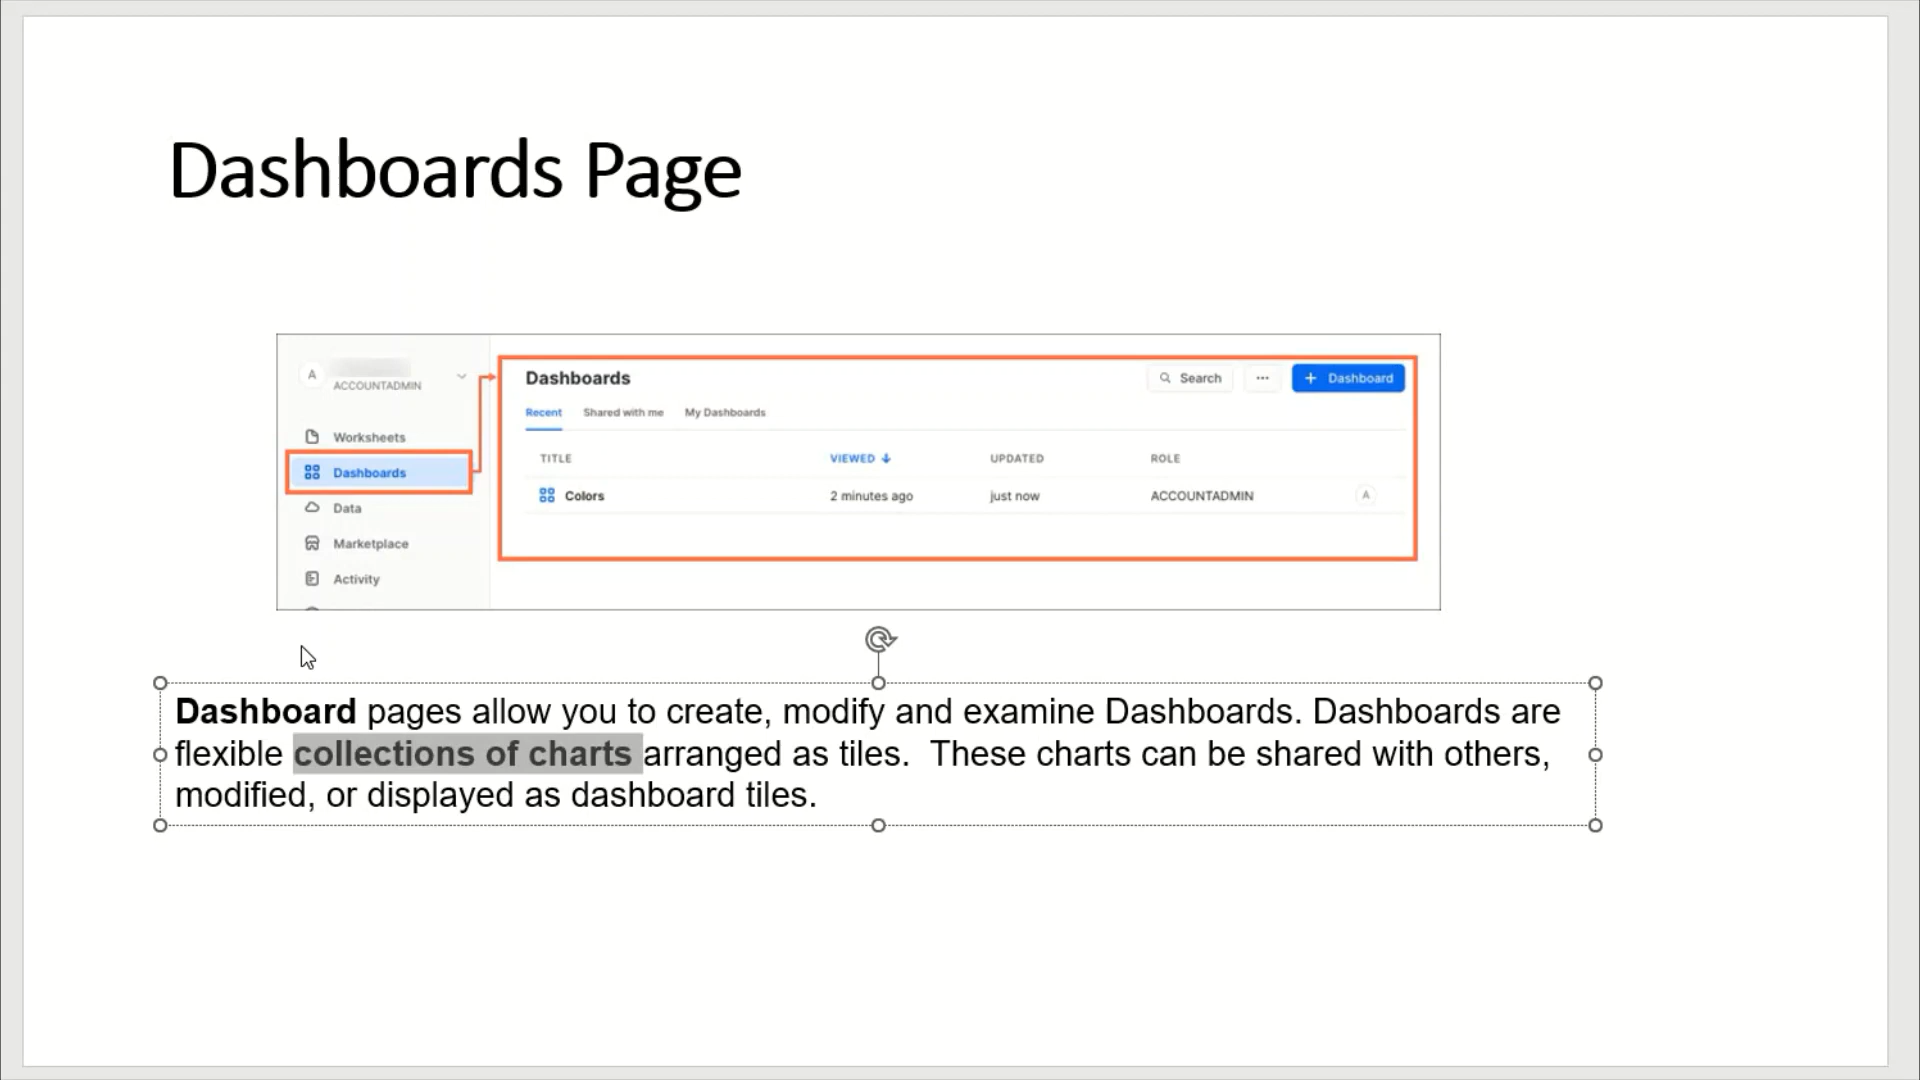 Dashboards Page
A
ACCOUNTADMIN
Worksheets
Dashboards
Data
Marketplace
Activity
Dashboards
Search
... + Dashboard
Recent Shared with me My Dashboards
TITLE VIEWED UPDATED ROLE
Colors 2 minutes ago just now ACCOUNTADMIN A
Dashboard pages allow you to create, modify and examine Dashboards. Dashboards are
flexible collections of charts arranged as tiles.  These charts can be shared with others,
modified, or displayed as dashboard tiles.